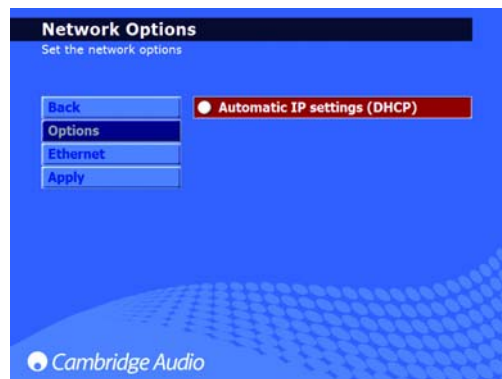 Network Options
Set the network options
Back
Automatic IP settings (DHCP)
Options
Ethernet
Apply
Cambridge Audio